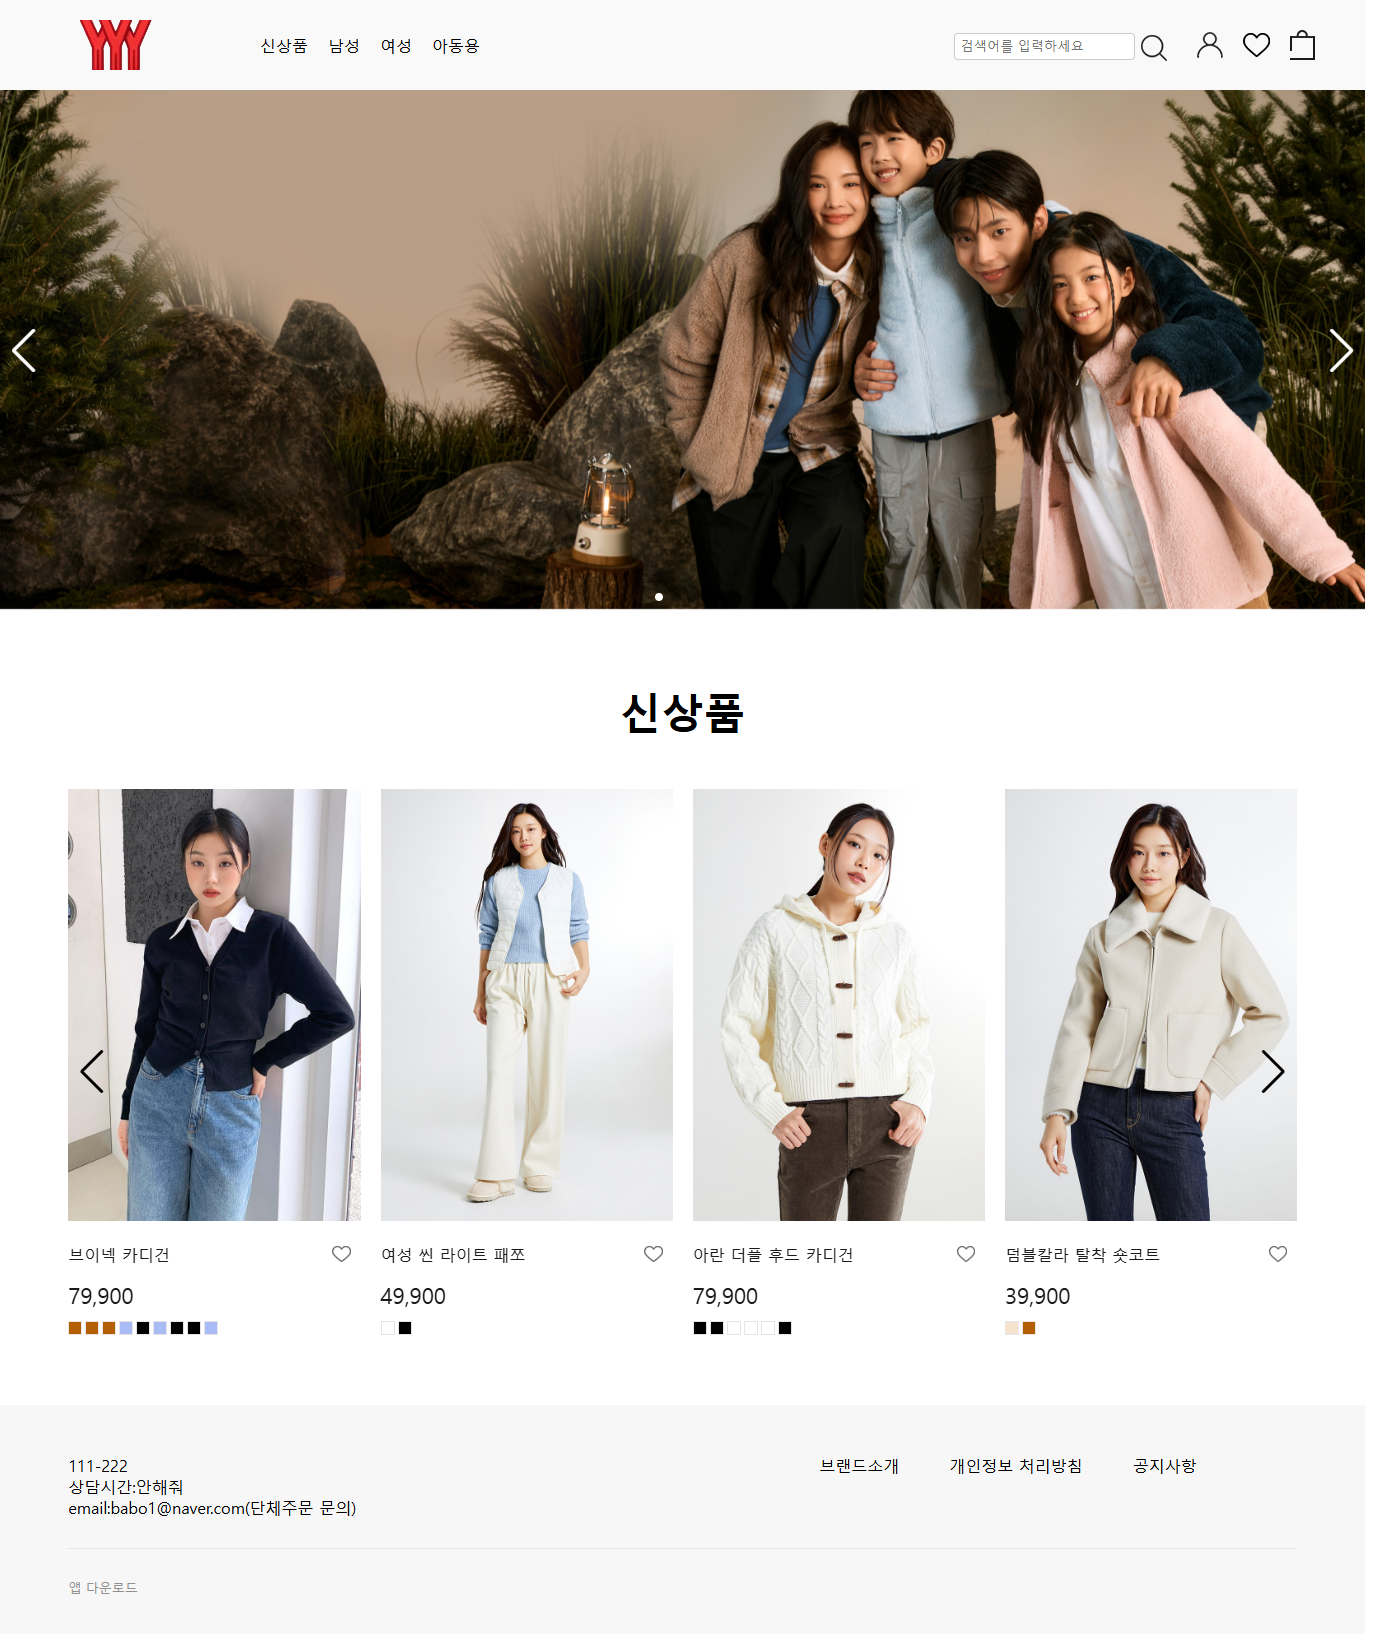 신상품 남성 여성 아동용
검색어를 입력하세요
신상품
브이넥 카디건
79,900
여성 씬 라이트 패쪼
49,900
아란 더플 후드 카디건
79,900
덤블칼라 탈착 숏코트
39,900
111-222
상담시간:안해줘
email:babo1@naver.com(단체주문 문의)
브랜드소개 개인정보 처리방침 공지사항
앱 다운로드